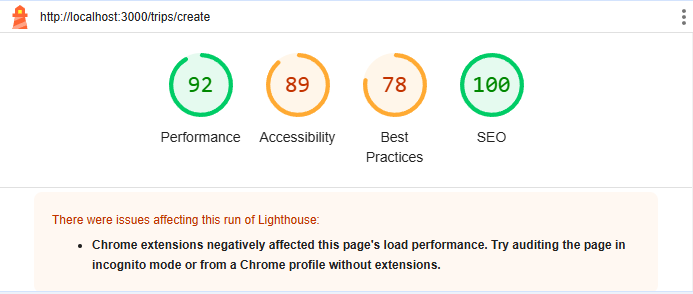 http://localhost:3000/trips/create
92 89 78 100
Performance Accessibility Best SEO
Practices
There were issues affecting this run of Lighthouse:
• Chrome extensions negatively affected this page's load performance. Try auditing the page in
incognito mode or from a Chrome profile without extensions.